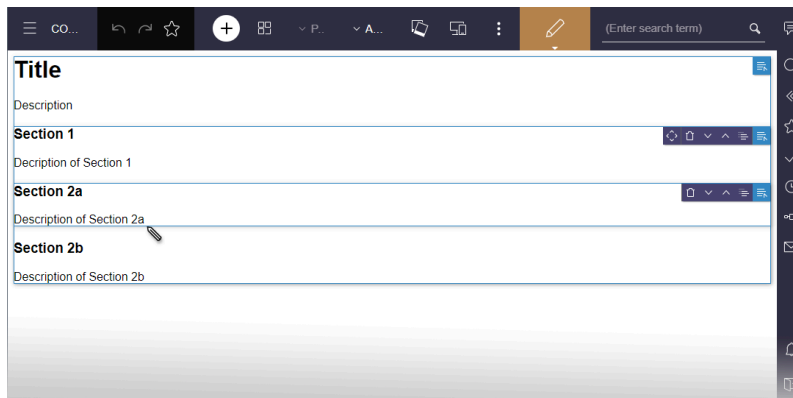 CO... P.. A... (Enter search term)
Title
Description
Section 1
Decription of Section 1
Section 2a
Description of Section 2a
Section 2b
Description of Section 2b